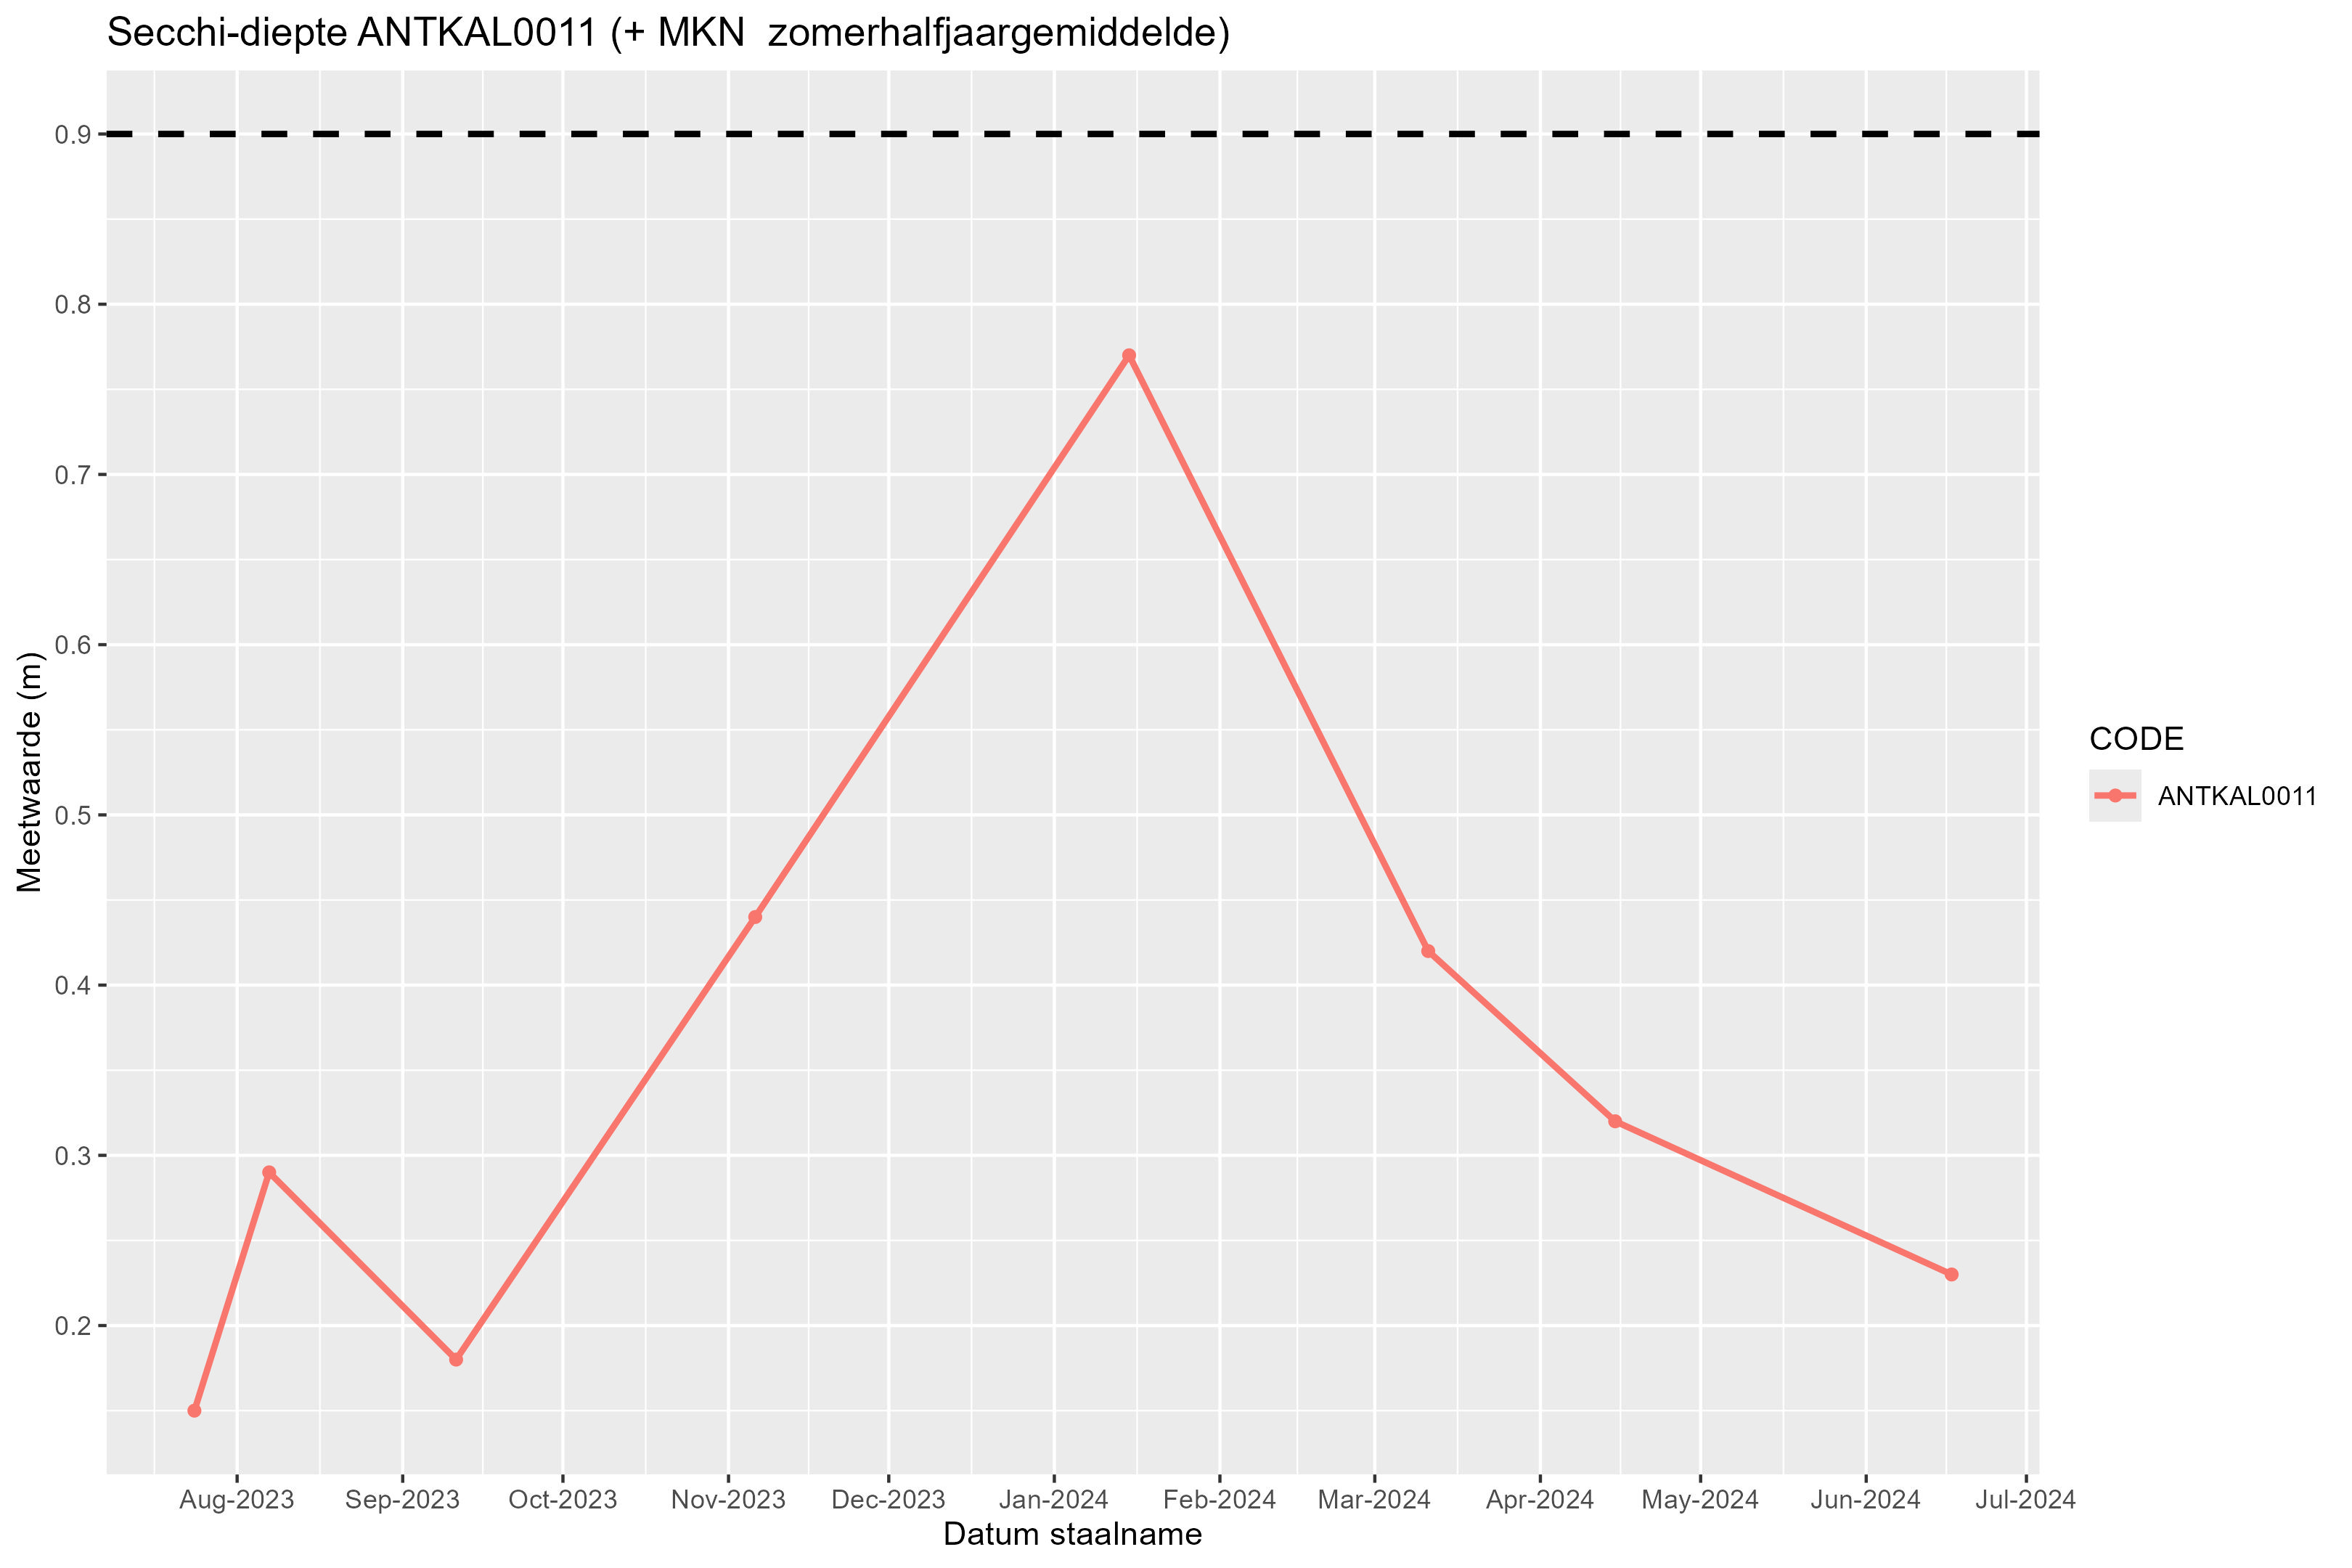 Secchi-diepte ANTKAL0011 (+ MKN  zomerhalfjaargemiddelde)
Meetwaarde (m)
0.9
0.8
0.7
0.6
0.5
0.4
0.3
0.2
Aug-2023 Sep-2023 Oct-2023 Nov-2023 Dec-2023 Jan-2024 Feb-2024 Mar-2024 Apr-2024 May-2024 Jun-2024 Jul-2024
Datum staalname
CODE
ANTKAL0011